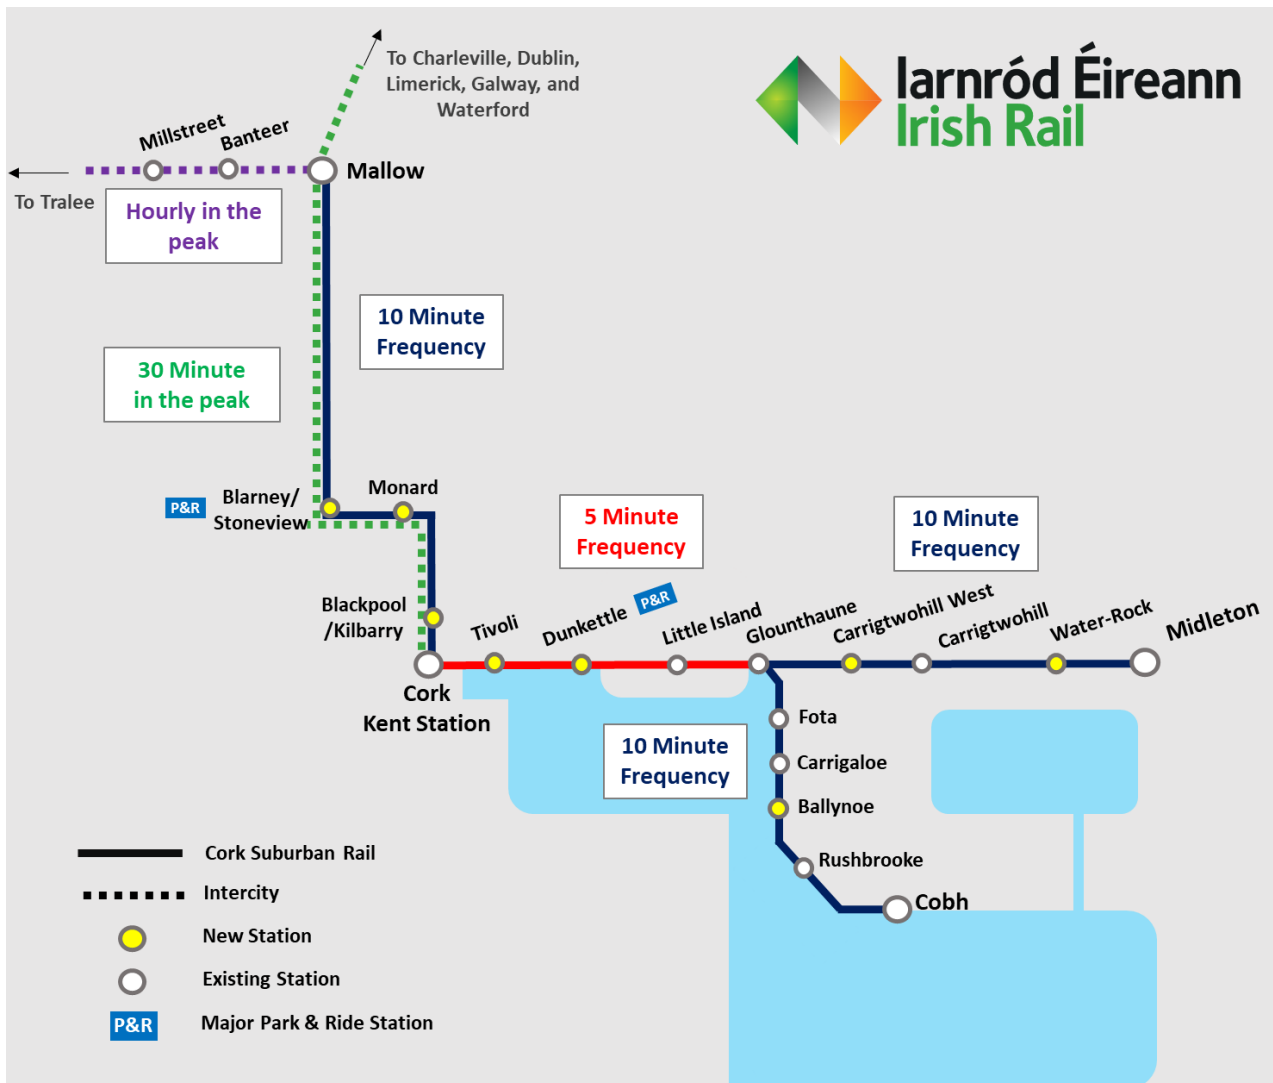 To Charleville, Dublin,
Limerick, Galway, and
Waterford
Iarnród Éireann
Irish Rail
Millstreet
Banteer
Mallow
To Tralee
Hourly in the
peak
10 Minute
Frequency
30 Minute
in the peak
P&R
Blarney/
Stoneview
Monard
5 Minute
Frequency
10 Minute
Frequency
Blackpool
/Kilbarry
Tivoli
Dunkettle
P&R
Little Island
Glounthaune
Carrigtwohill West
Carrigtwohill
Water-Rock
Midleton
Cork
Kent Station
Fota
10 Minute
Frequency
Carrigaloe
Ballynoe
Rushbrooke
Cobh
Cork Suburban Rail
Intercity
New Station
Existing Station
P&R
Major Park & Ride Station